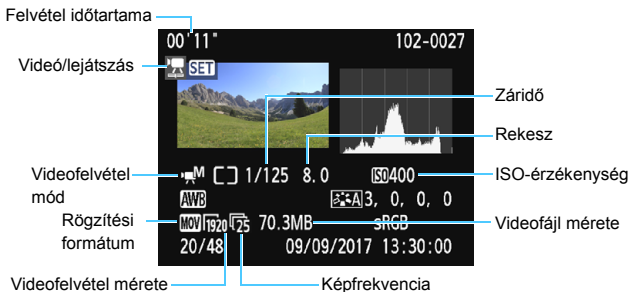 Felvétel időtartama
00'11" 102-0027
SET
Videó/lejátszás
Záridő
Rekesz
Videofelvétel mód
M 1/125 8.0 ISO 400
ISO-érzékenység
AWB A 3, 0, 0, 0
Rögzítési formátum
MOV 1920 25 70.3MB sRGB
Videofájl mérete
20/48 09/09/2017 13:30:00
Videofelvétel mérete
Képfrekvencia